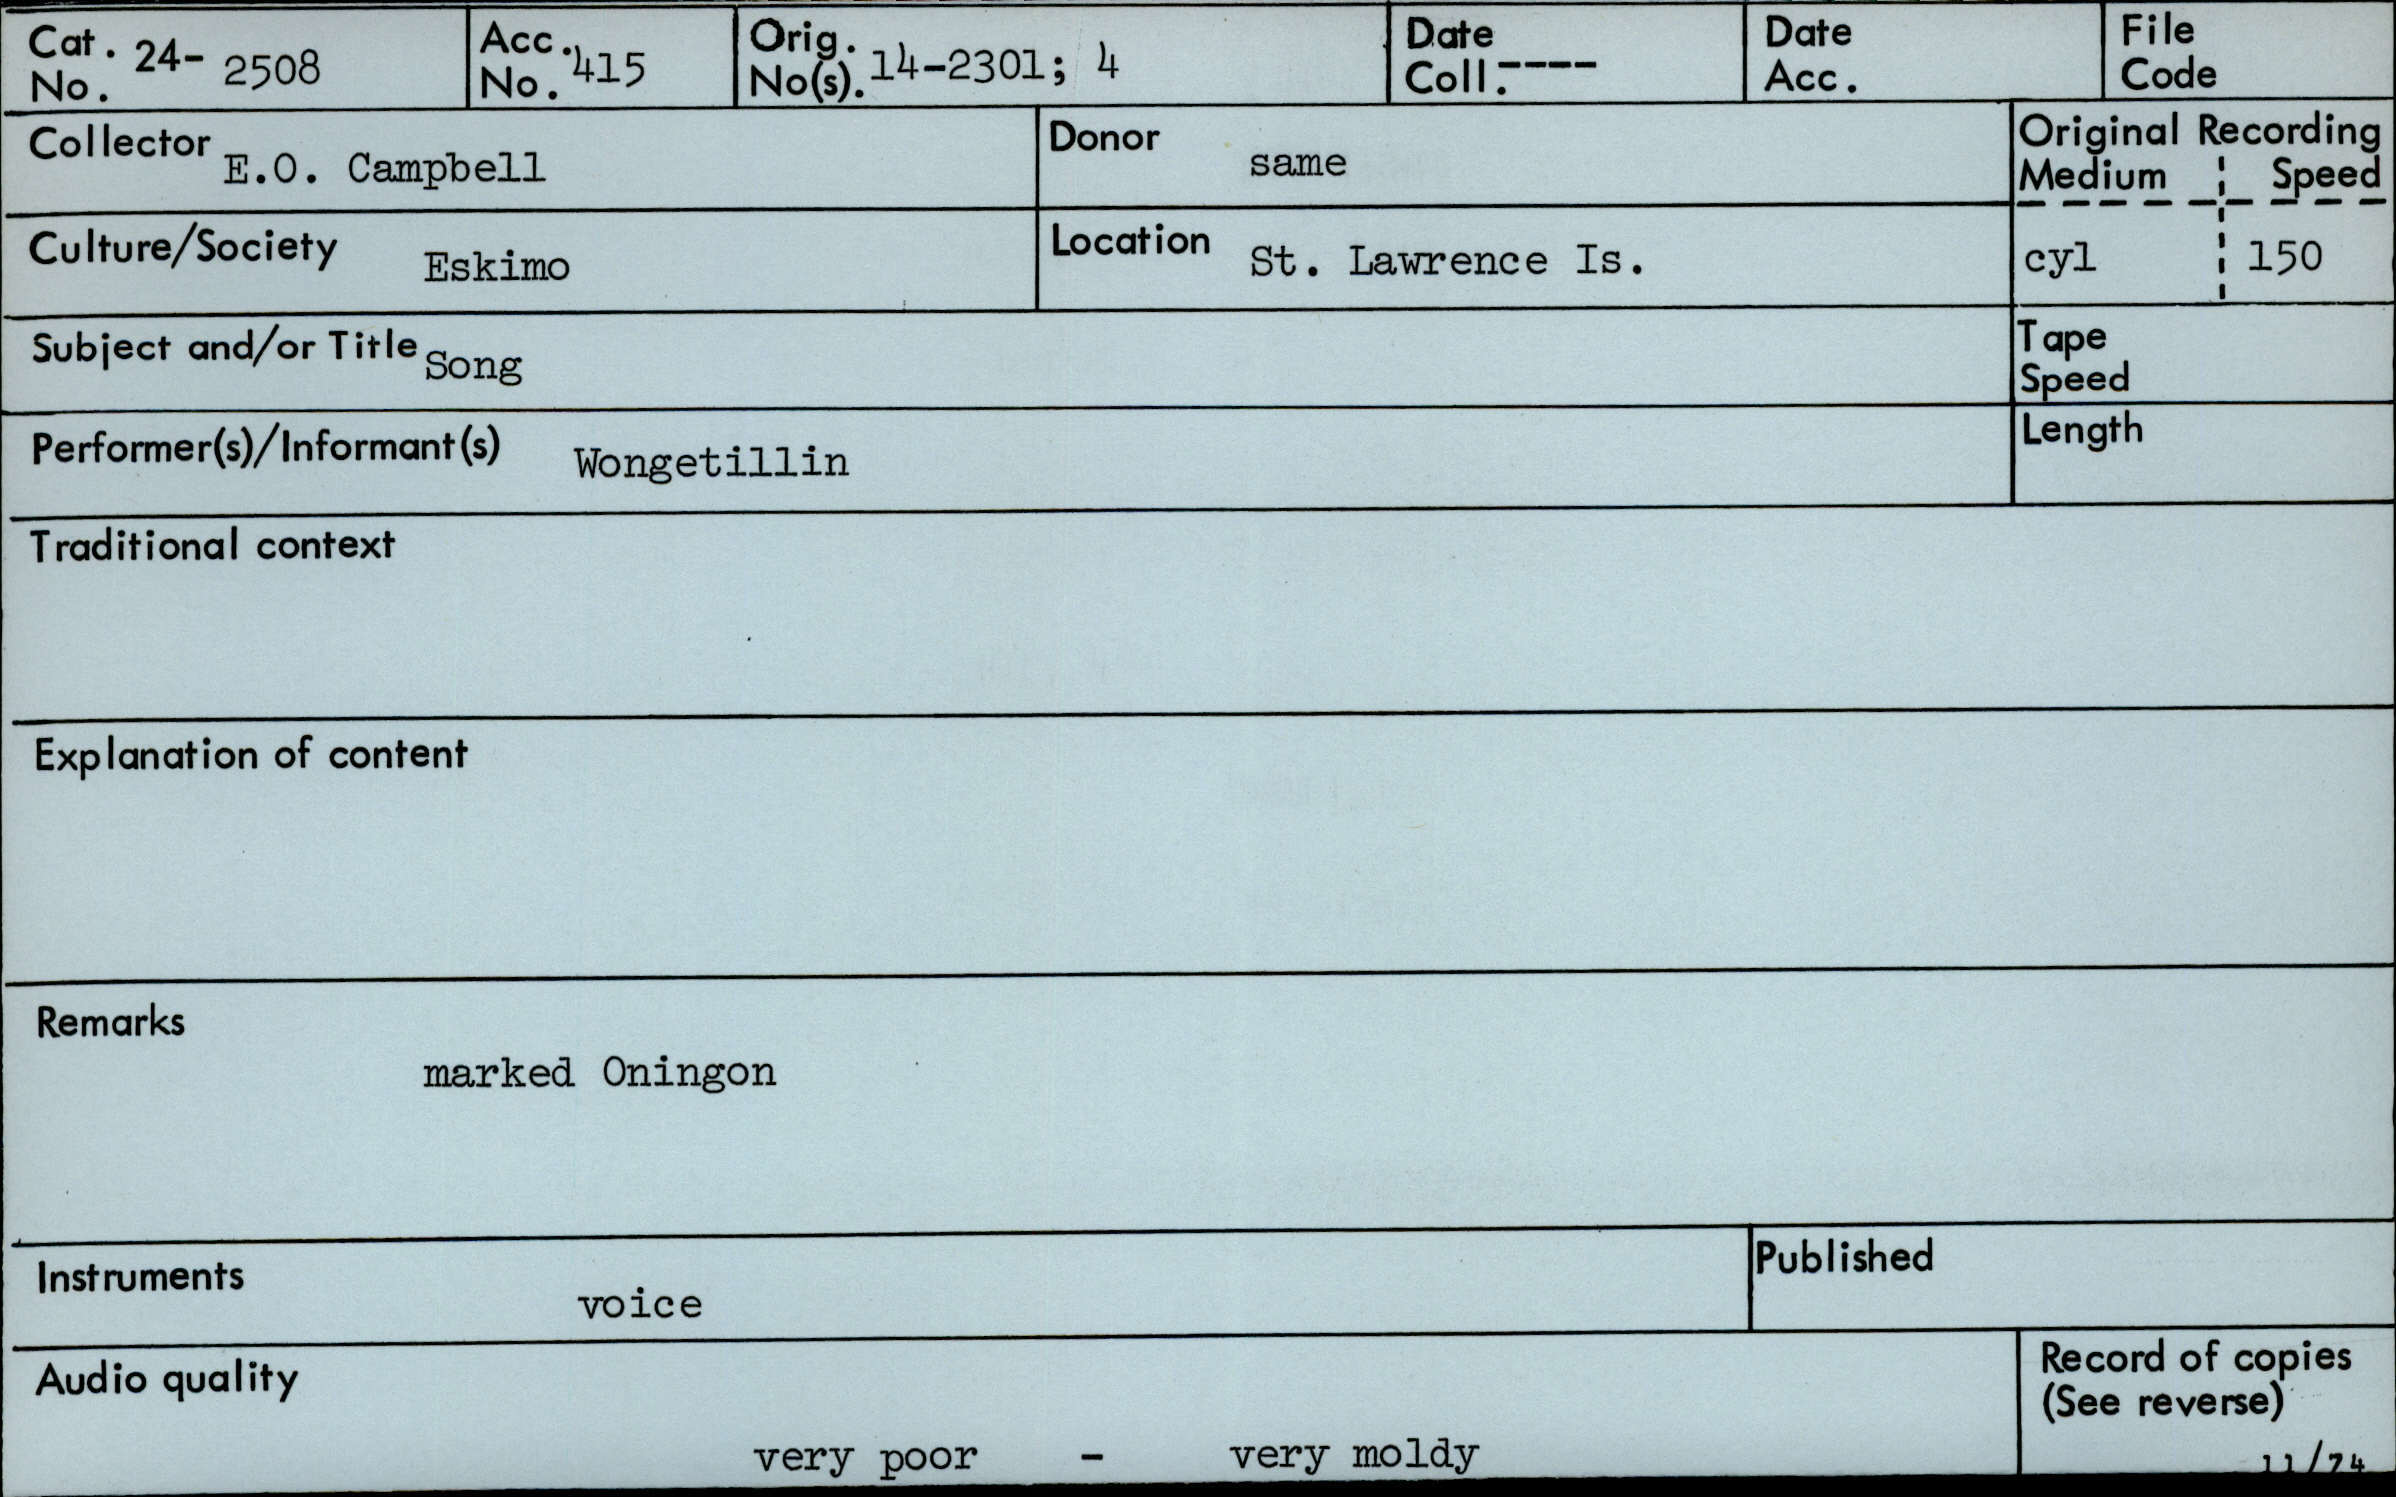 Cat. No. 24- 2508
Acc. No. 415
Orig. No(s). 14-2301; 4
Date Coll. ----
Date Acc.
File Code
Collector E.O. Campbell
Donor same
Original Recording
Medium Speed
cyl 150
Culture/Society Eskimo
Location St. Lawrence Is.
Subject and/or Title Song
Tape Speed
Performer(s)/Informant(s) Wongetillin
Length
Traditional context
Explanation of content
Remarks
marked Oningon
Instruments voice
Published
Audio quality
very poor - very moldy
Record of copies
(See reverse)
11/74